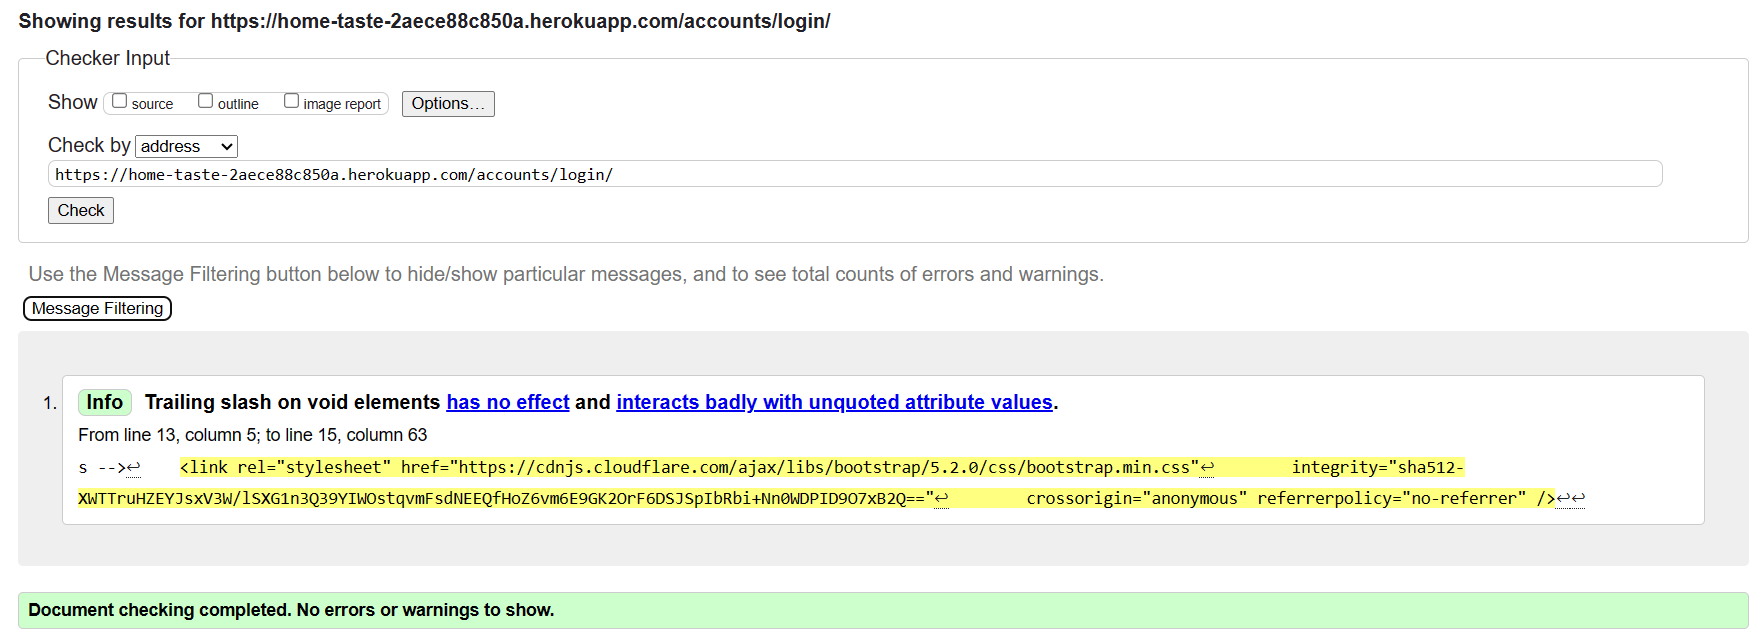 Showing results for https://home-taste-2aece88c850a.herokuapp.com/accounts/login/
Checker Input
Show source outline image report Options...
Check by address
https://home-taste-2aece88c850a.herokuapp.com/accounts/login/
Check
Use the Message Filtering button below to hide/show particular messages, and to see total counts of errors and warnings.
Message Filtering
1. Info Trailing slash on void elements has no effect and interacts badly with unquoted attribute values.
From line 13, column 5; to line 15, column 63
s -->↩ <link rel="stylesheet" href="https://cdnjs.cloudflare.com/ajax/libs/bootstrap/5.2.0/css/bootstrap.min.css"↩ integrity="sha512-
XWTTruHZEYJsxV3W/lSXG1n3Q39YIWOstqvmFsdNEEQfHoZ6vm6E9GK2OrF6DSJSpIbRbi+Nn0WDPID9O7xB2Q=="↩ crossorigin="anonymous" referrerpolicy="no-referrer" />↩↩
Document checking completed. No errors or warnings to show.